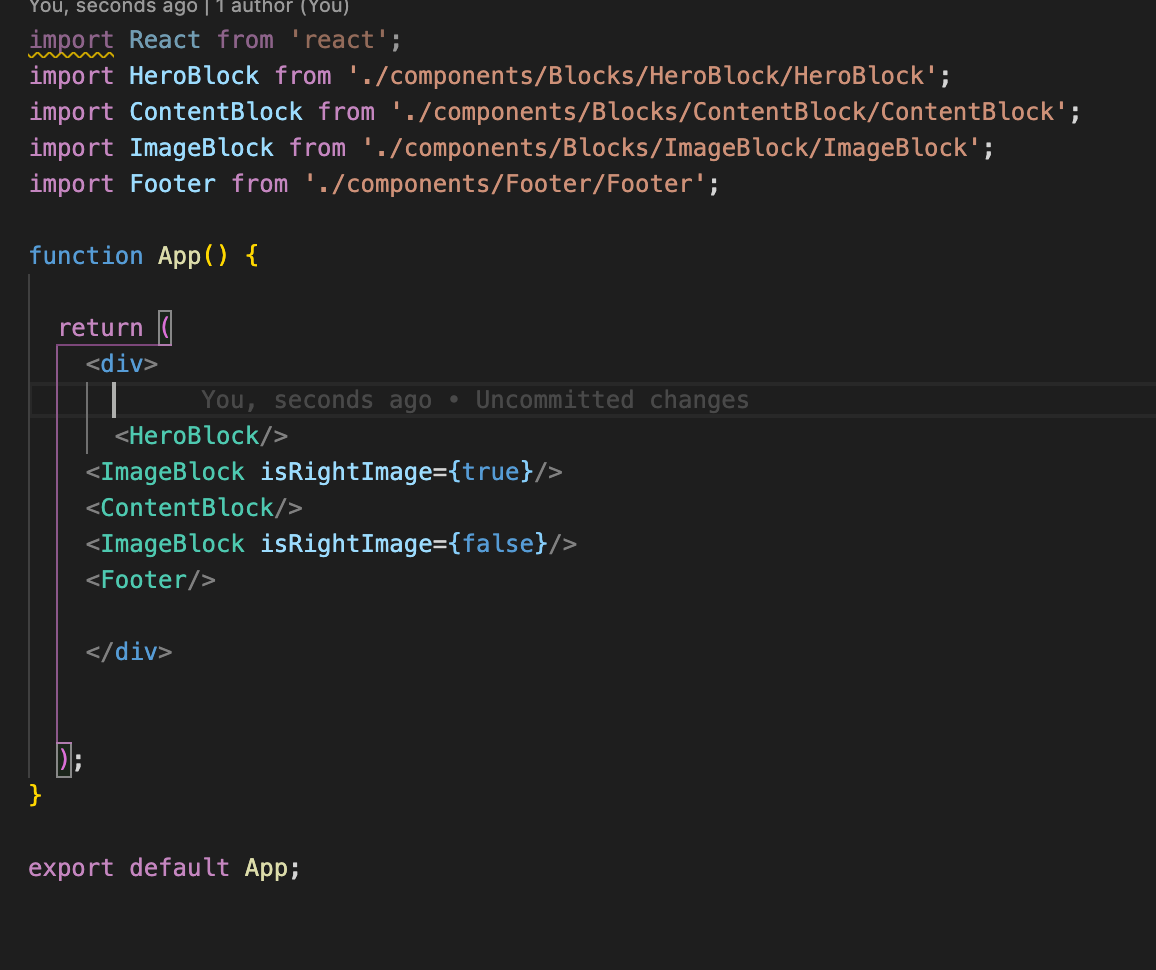 You, seconds ago | 1 author (You)
import React from 'react';
import HeroBlock from './components/Blocks/HeroBlock/HeroBlock';
import ContentBlock from './components/Blocks/ContentBlock/ContentBlock';
import ImageBlock from './components/Blocks/ImageBlock/ImageBlock';
import Footer from './components/Footer/Footer';
function App() {
return (
<div>
You, seconds ago • Uncommitted changes
<HeroBlock/>
<ImageBlock isRightImage={true}/>
<ContentBlock/>
<ImageBlock isRightImage={false}/>
<Footer/>
</div>
);
}
export default App;